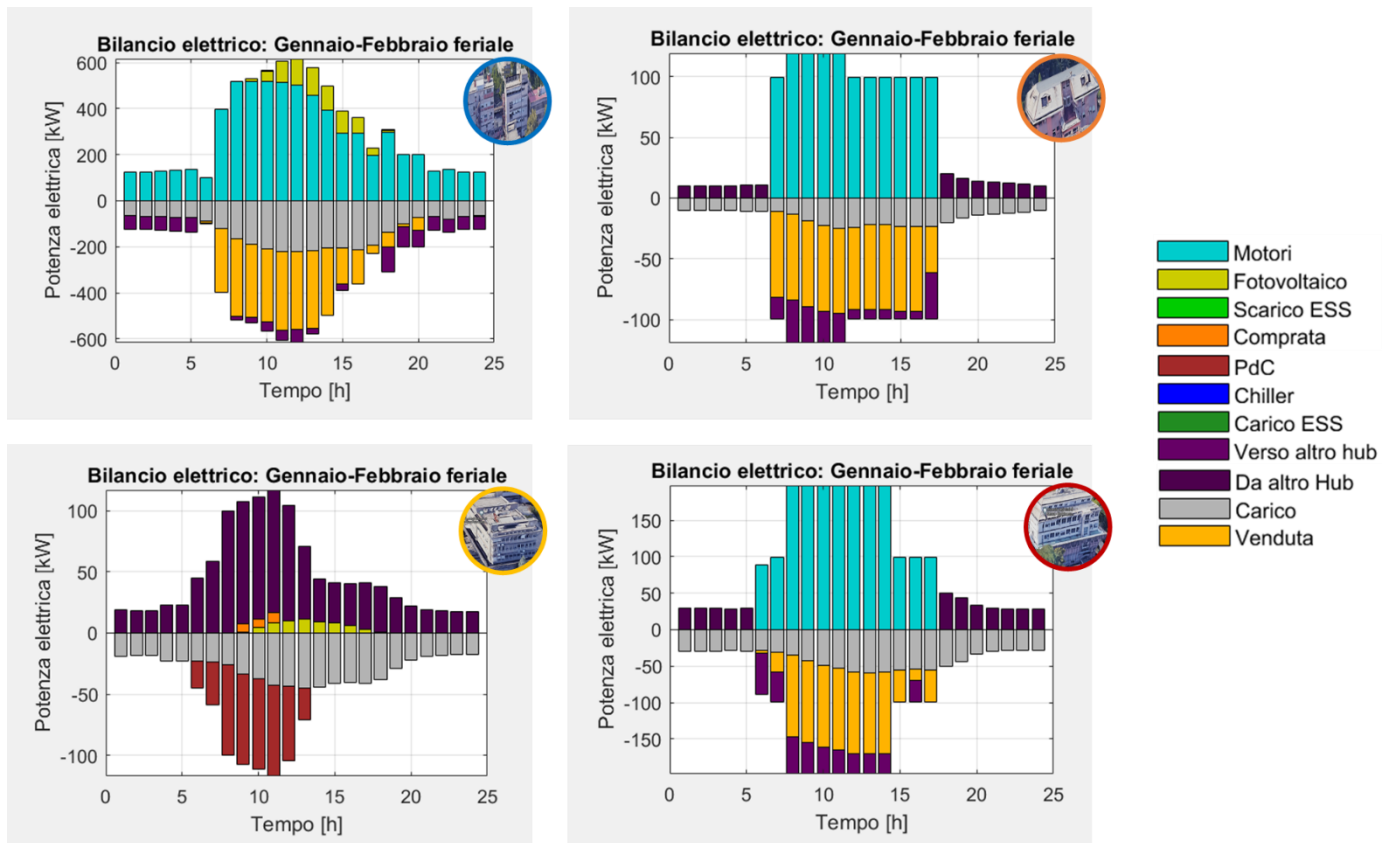 Bilancio elettrico: Gennaio-Febbraio feriale
Potenza elettrica [kW]
600
400
200
0
-200
-400
-600
0 5 10 15 20 25
Tempo [h]
Bilancio elettrico: Gennaio-Febbraio feriale
Potenza elettrica [kW]
100
50
0
-50
-100
0 5 10 15 20 25
Tempo [h]
Motori
Fotovoltaico
Scarico ESS
Comprata
PdC
Chiller
Carico ESS
Verso altro hub
Da altro Hub
Carico
Venduta
Bilancio elettrico: Gennaio-Febbraio feriale
Potenza elettrica [kW]
100
50
0
-50
-100
0 5 10 15 20 25
Tempo [h]
Bilancio elettrico: Gennaio-Febbraio feriale
Potenza elettrica [kW]
150
100
50
0
-50
-100
-150
0 5 10 15 20 25
Tempo [h]